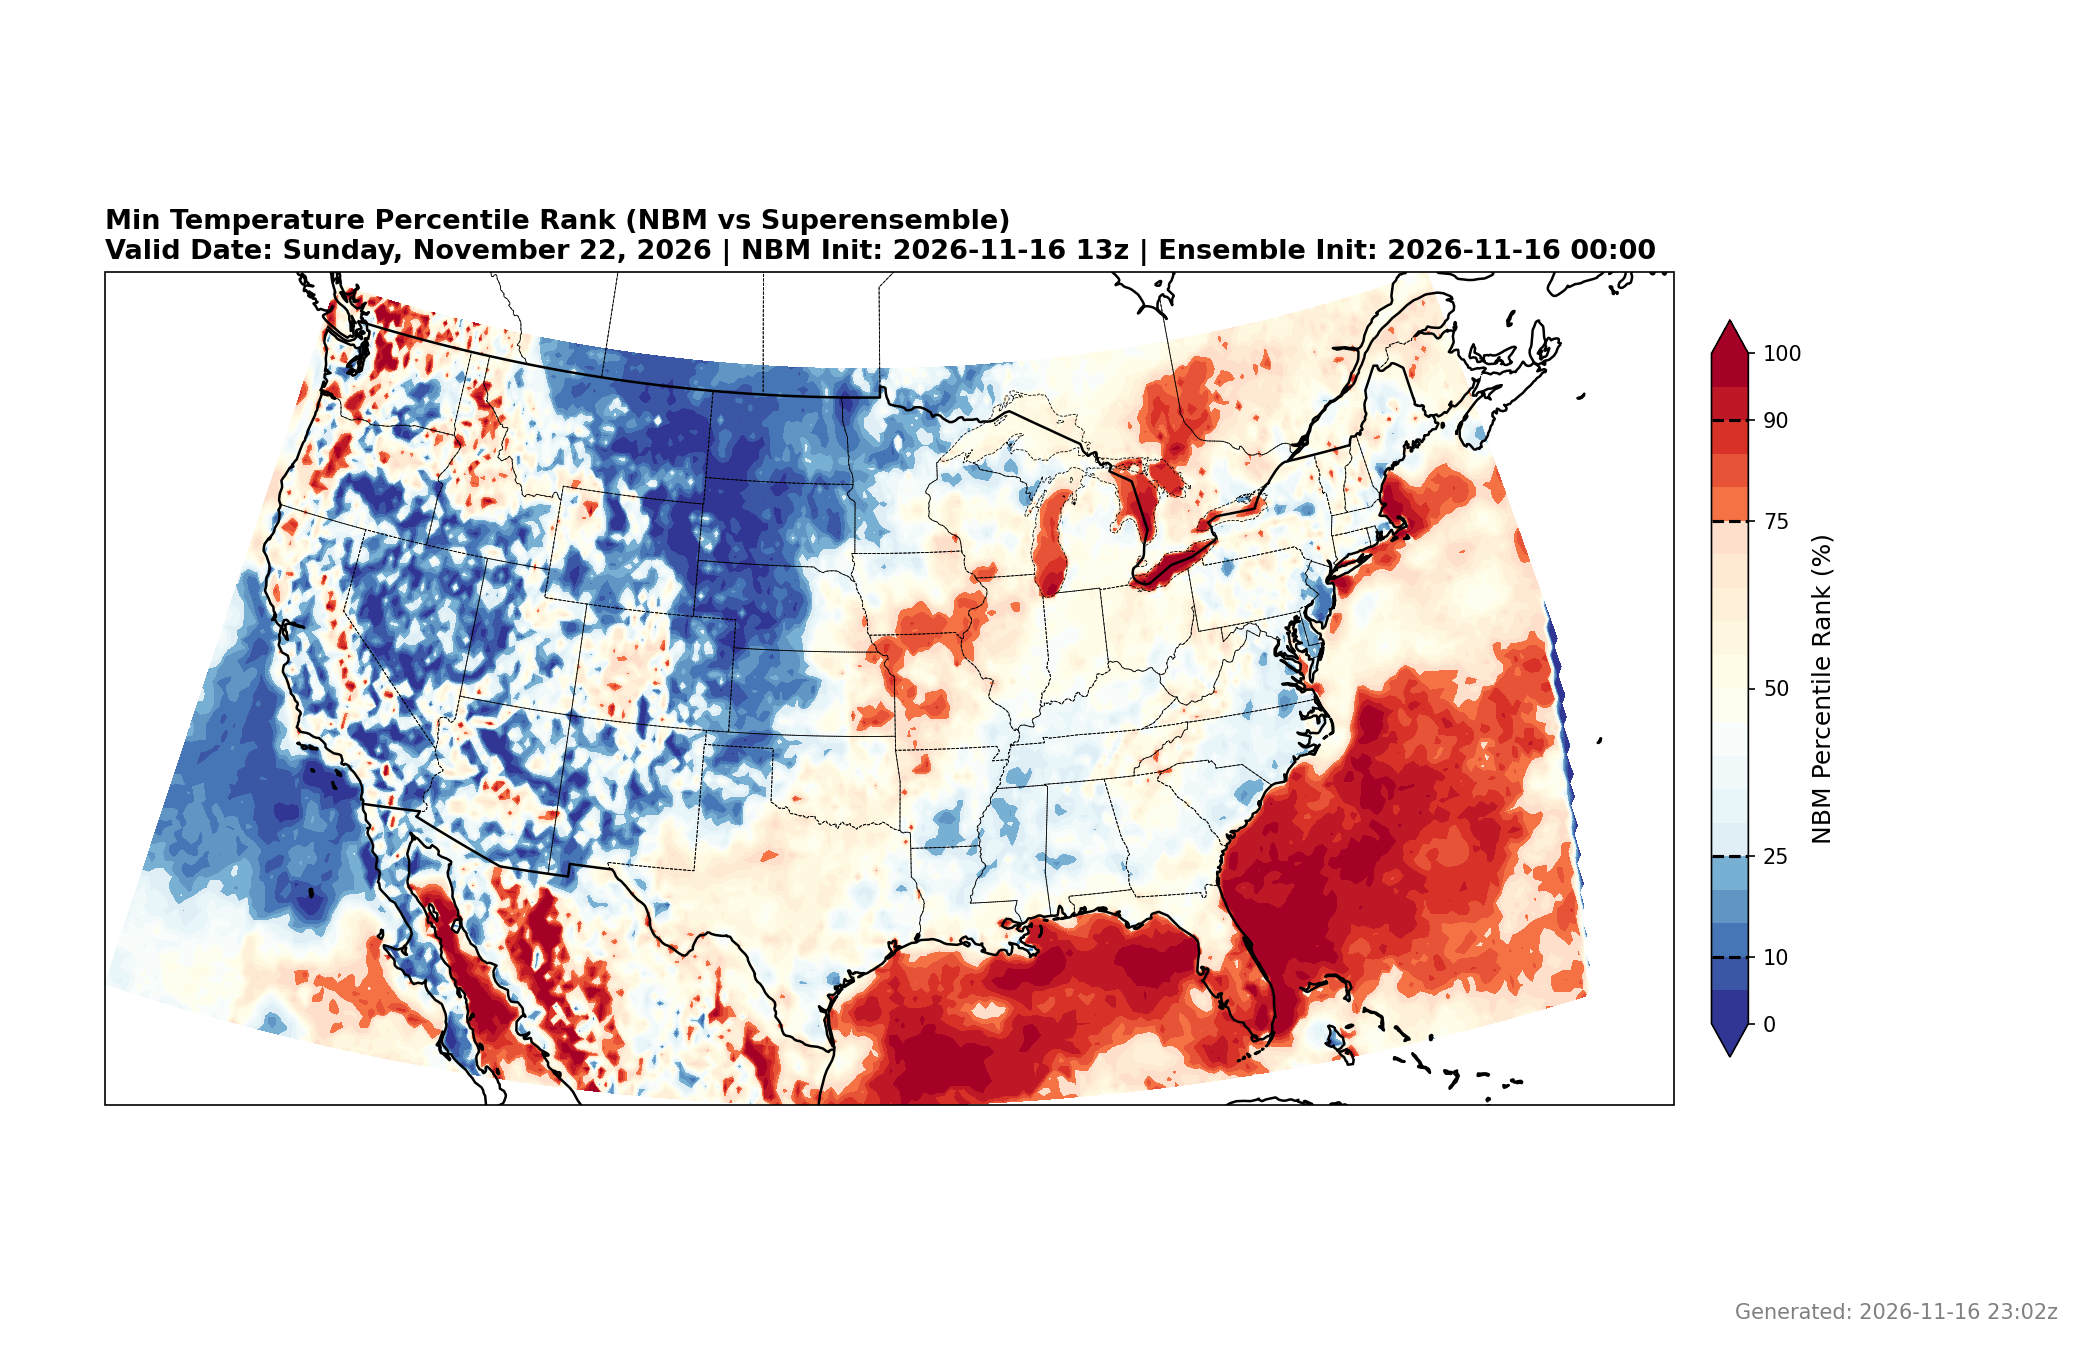 Min Temperature Percentile Rank (NBM vs Superensemble)
Valid Date: Sunday, November 22, 2026 | NBM Init: 2026-11-16 13z | Ensemble Init: 2026-11-16 00:00
100
90
75
50
25
10
0
NBM Percentile Rank (%)
Generated: 2026-11-16 23:02z